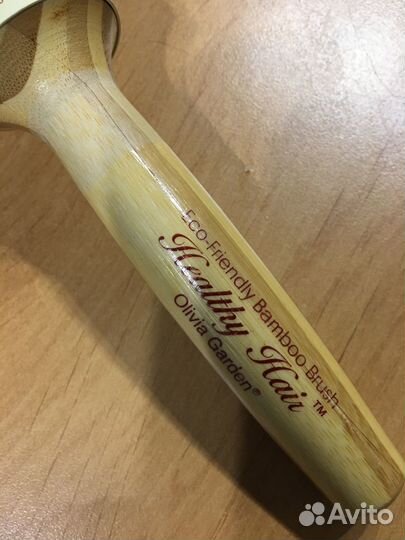 Eco-Friendly Bamboo Brush
Healthy Hair™
Olivia Garden®
Avito